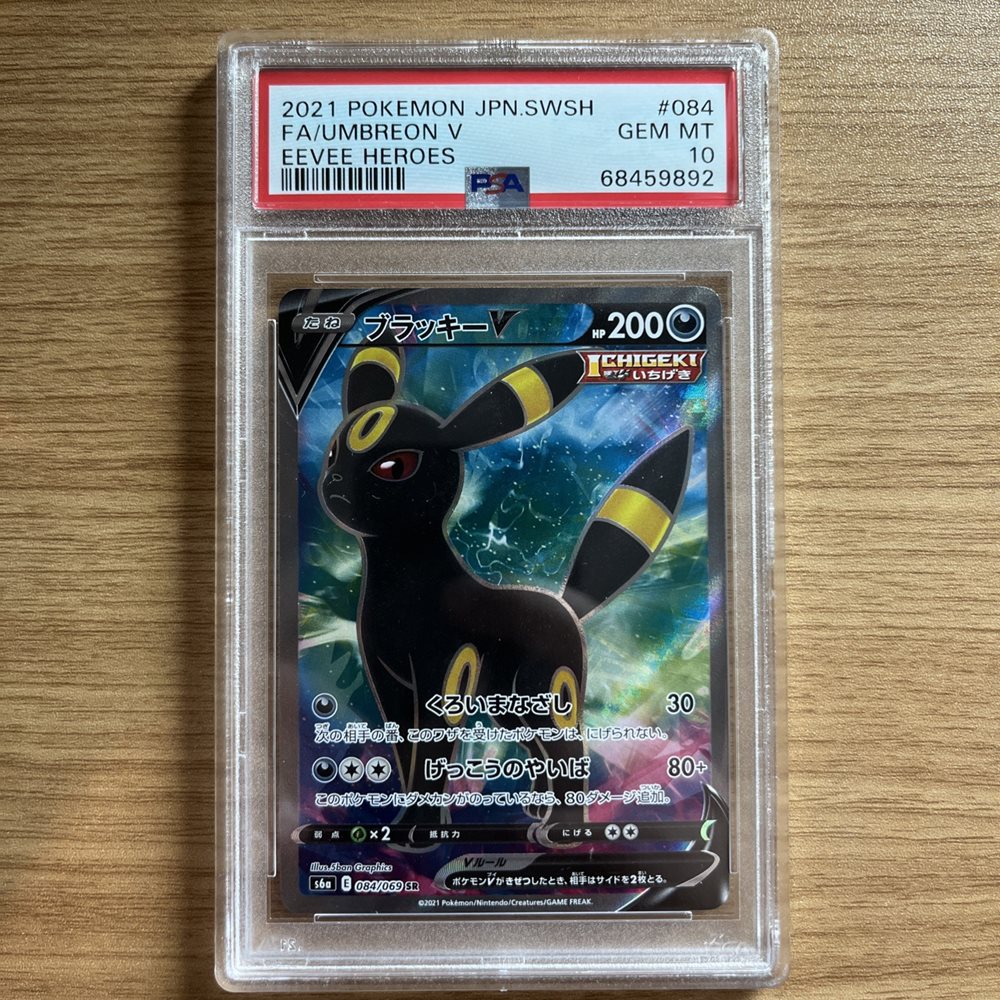 2021 POKEMON JPN.SWSH #084
FA/UMBREON V GEM MT
EEVEE HEROES 10
PSA 68459892
たね ブラッキーV HP 200
ICHIGEKI
いちげき
くろいまなざし 30
次の相手の番、このワザを受けたポケモンは、にげられない。
げっこうのやいば 80+
このポケモンにダメカンがのっているなら、80ダメージ追加。
弱点 ×2 抵抗力 にげる
Illus.5ban Graphics
Vルール
s6a E 084/069 SR
ポケモンVがきぜつしたとき、相手はサイドを2枚とる。
©2021 Pokémon/Nintendo/Creatures/GAME FREAK.